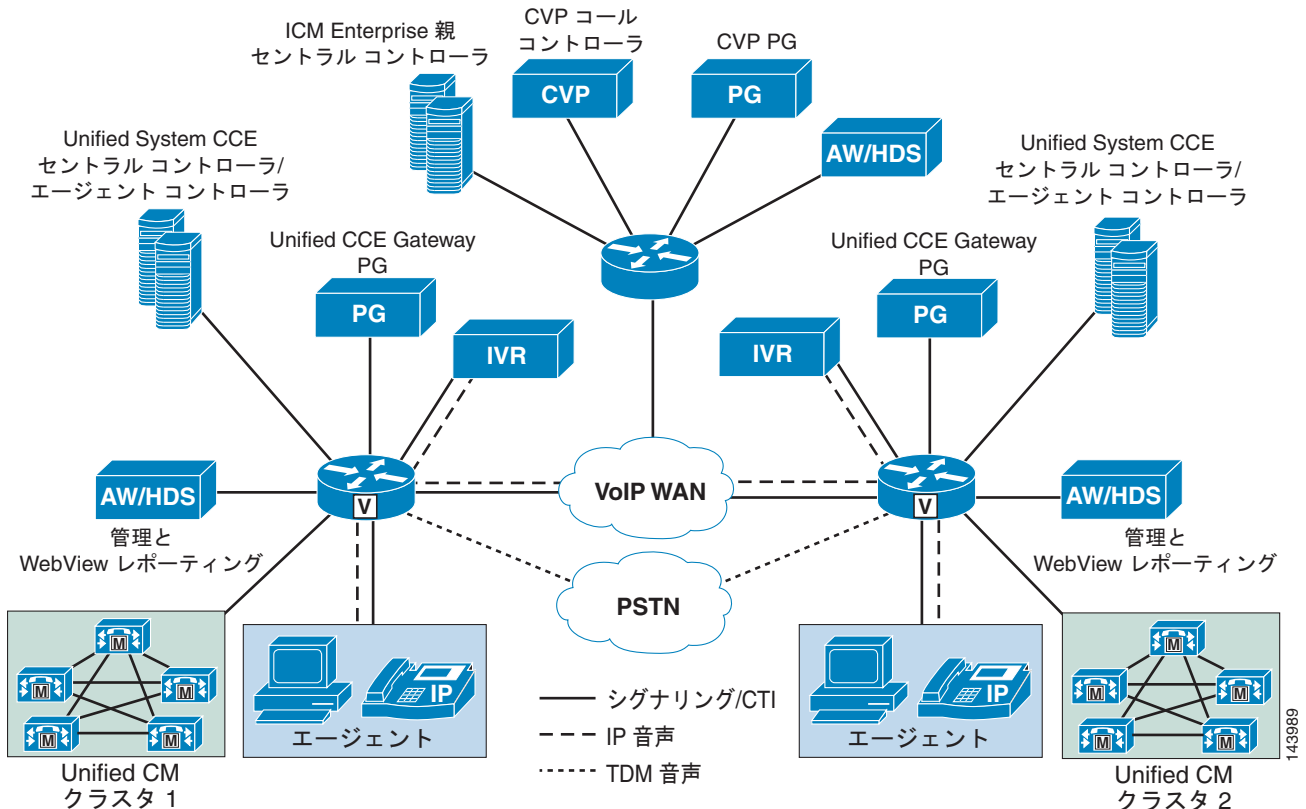 ICM Enterprise 親
セントラル コントローラ
CVP コール
コントローラ
CVP PG
CVP
PG
AW/HDS
Unified System CCE
セントラル コントローラ/
エージェント コントローラ
Unified System CCE
セントラル コントローラ/
エージェント コントローラ
Unified CCE Gateway
PG
Unified CCE Gateway
PG
PG
IVR
IVR
PG
AW/HDS
管理と
WebView レポーティング
V
VoIP WAN
V
AW/HDS
管理と
WebView レポーティング
PSTN
M
M
M
M
M
Unified CM
クラスタ 1
IP
エージェント
シグナリング/CTI
IP 音声
TDM 音声
IP
エージェント
M
M
M
M
M
Unified CM
クラスタ 2
143989